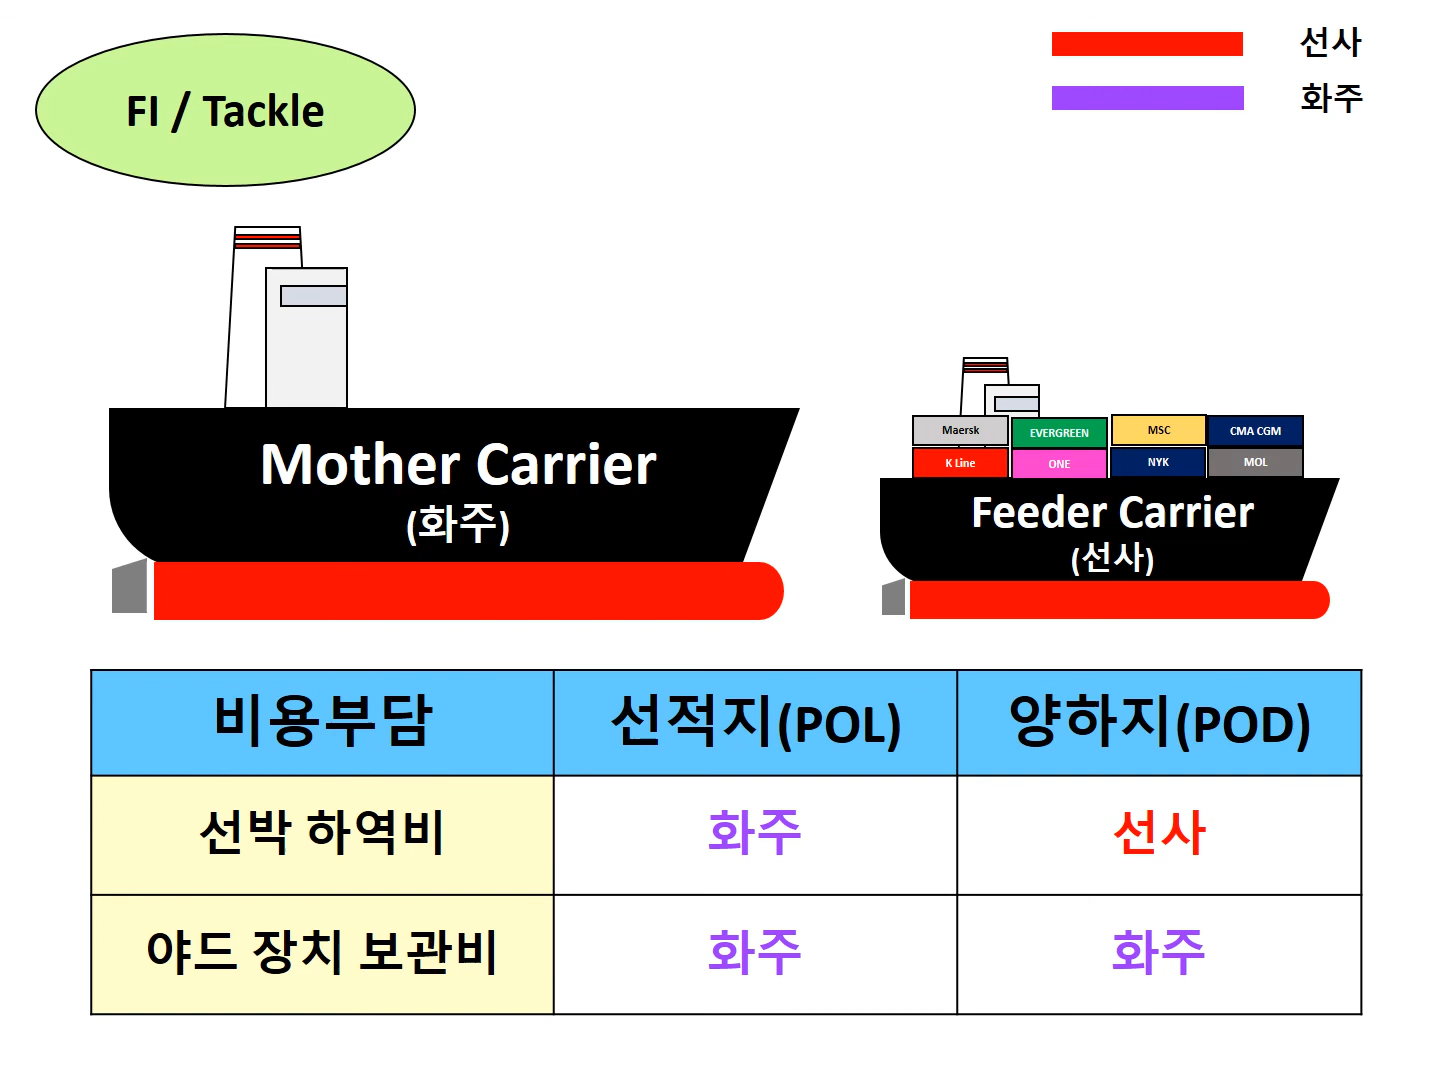 FI / Tackle
선사
화주
Mother Carrier
(화주)
Maersk
EVERGREEN
MSC
CMA CGM
K Line
ONE
NYK
MOL
Feeder Carrier
(선사)
비용부담 선적지(POL) 양하지(POD)
선박 하역비 화주 선사
야드 장치 보관비 화주 화주